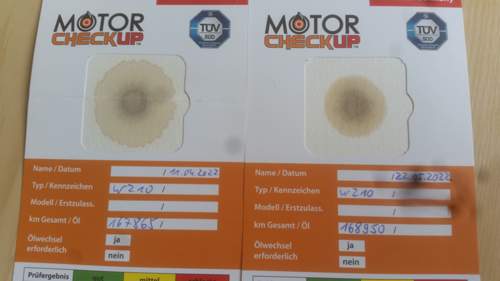 MOTOR
CHECKUP
TÜV
SÜD
Name / Datum / 11.04.2022
Typ / Kennzeichen W210 /
Modell / Erstzulass. /
km Gesamt / Öl 167865 /
Ölwechsel ja
erforderlich nein
Prüfergebnis gut mittel
MOTOR
CHECKUP
TÜV
SÜD
Name / Datum / 22.05.2022
Typ / Kennzeichen W210 /
Modell / Erstzulass. /
km Gesamt / Öl 168950 /
Ölwechsel ja
erforderlich nein